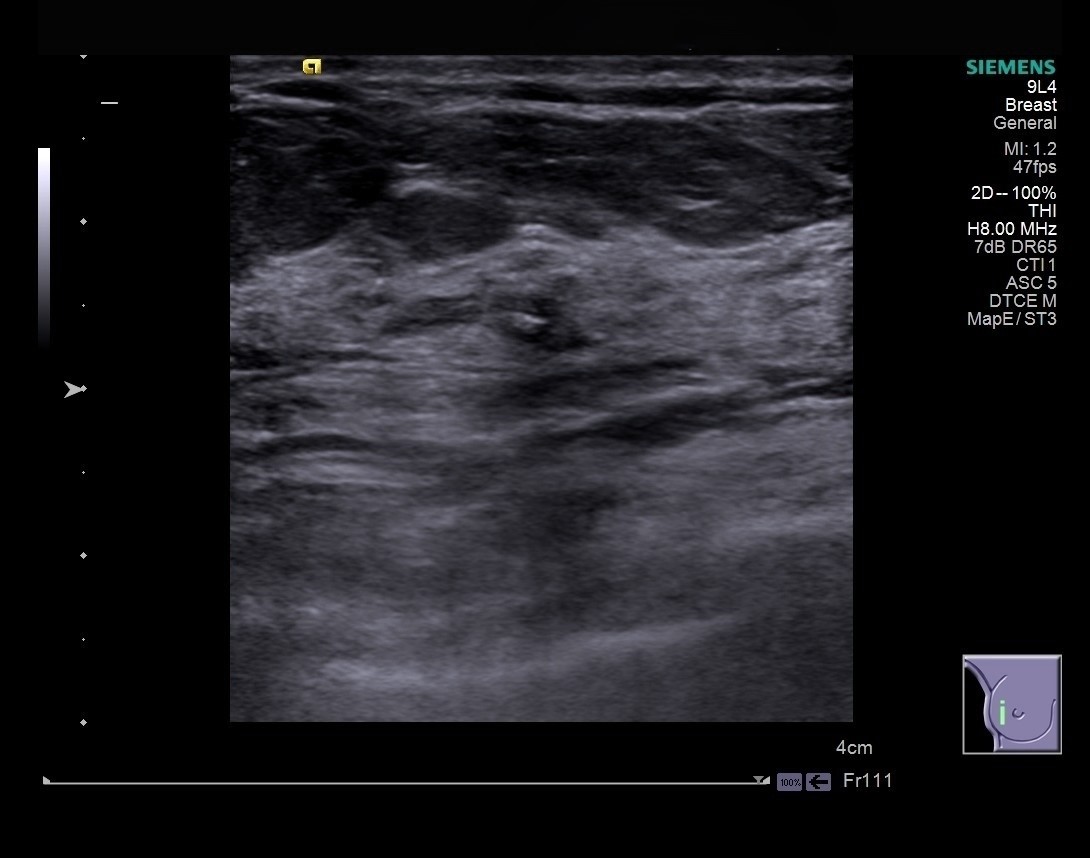 SIEMENS
9L4
Breast
General
MI: 1.2
47fps
2D--100%
THI
H8.00 MHz
7dB DR65
CTI 1
ASC 5
DTCE M
MapE / ST3
4cm
100%
Fr111